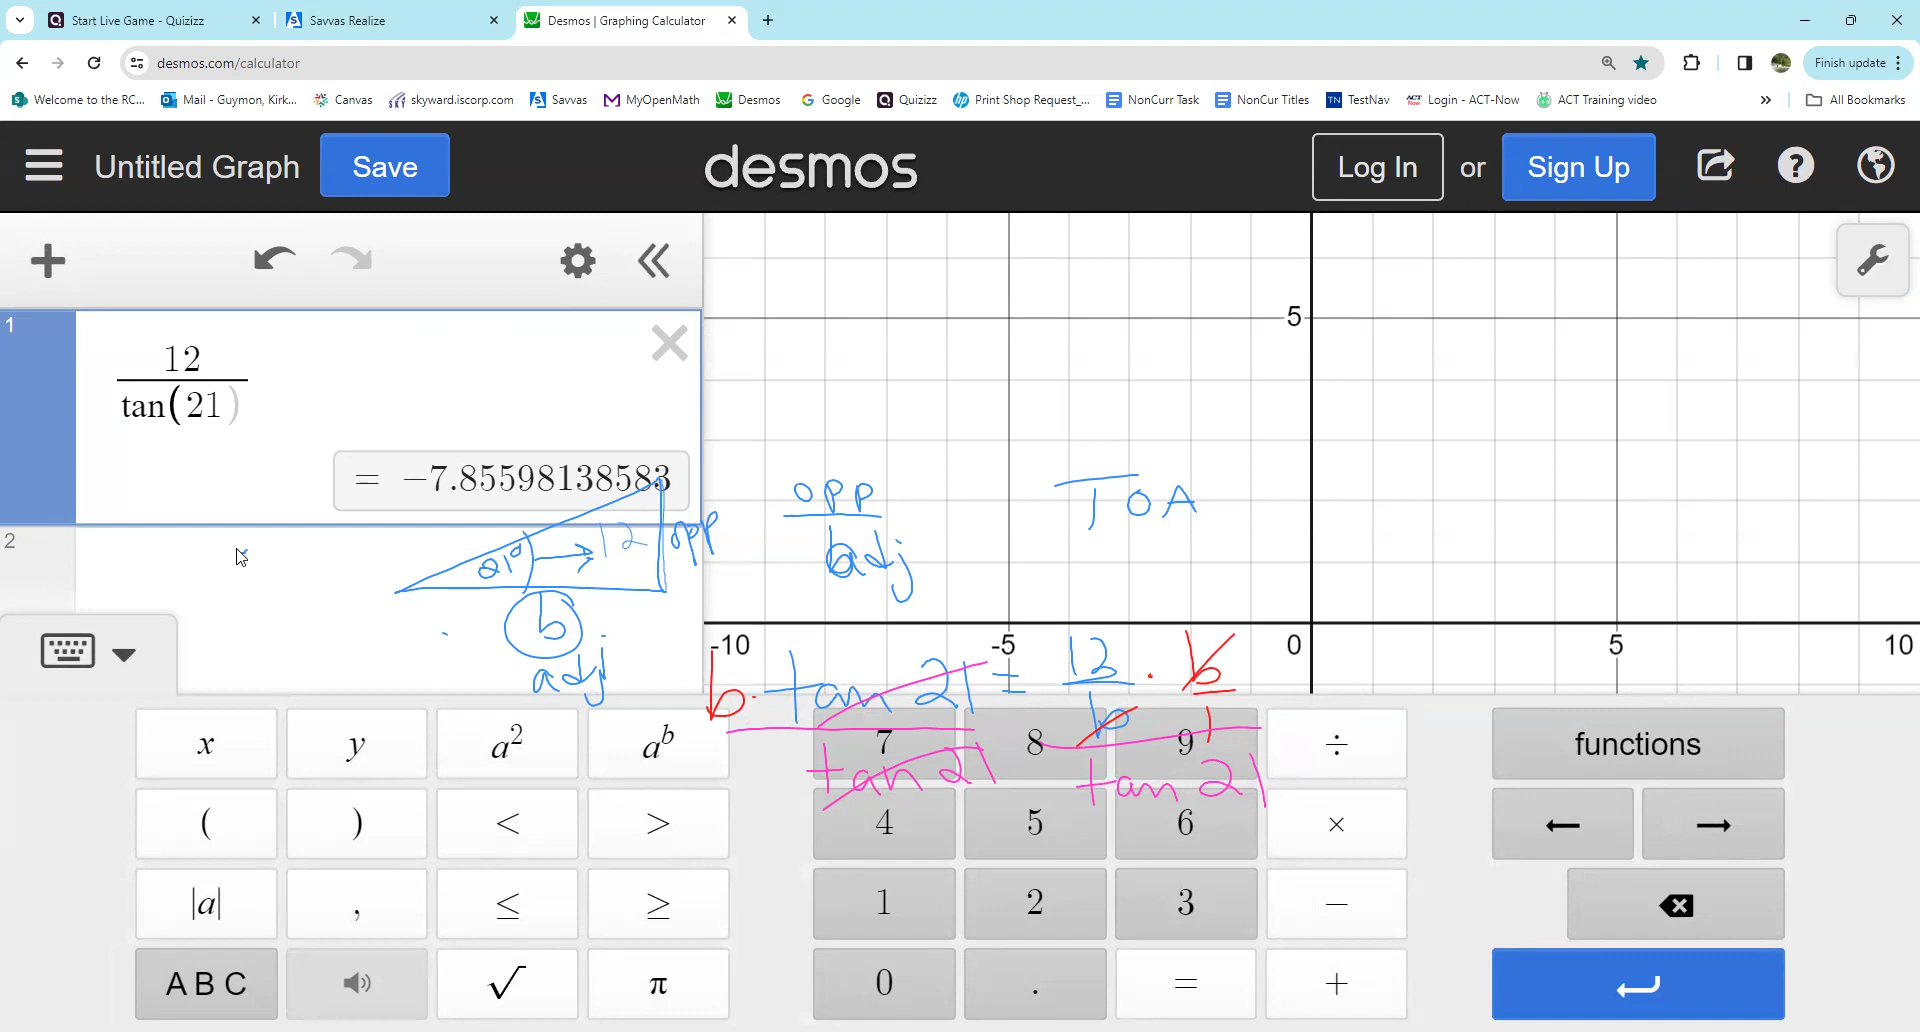 Start Live Game - Quizizz
Savvas Realize
Desmos | Graphing Calculator
desmos.com/calculator
Finish update
Welcome to the RC...
Mail - Guymon, Kirk...
Canvas
skyward.iscorp.com
Savvas
MyOpenMath
Desmos
Google
Quizizz
Print Shop Request_...
NonCurr Task
NonCur Titles
TestNav
Login - ACT-Now
ACT Training video
All Bookmarks
Untitled Graph
Save
desmos
Log In
or
Sign Up
1
12
tan(21)
= −7.85598138583
2
5
-10
-5
0
5
10
opp
adj
TOA
21°
12
opp
b
adj
b · tan 21 = 12/b · b/1
tan 21
tan 21
x
y
a²
aᵇ
7
8
9
÷
functions
(
)
<
>
4
5
6
×
←
→
|a|
,
≤
≥
1
2
3
−
A B C
√
π
0
.
=
+